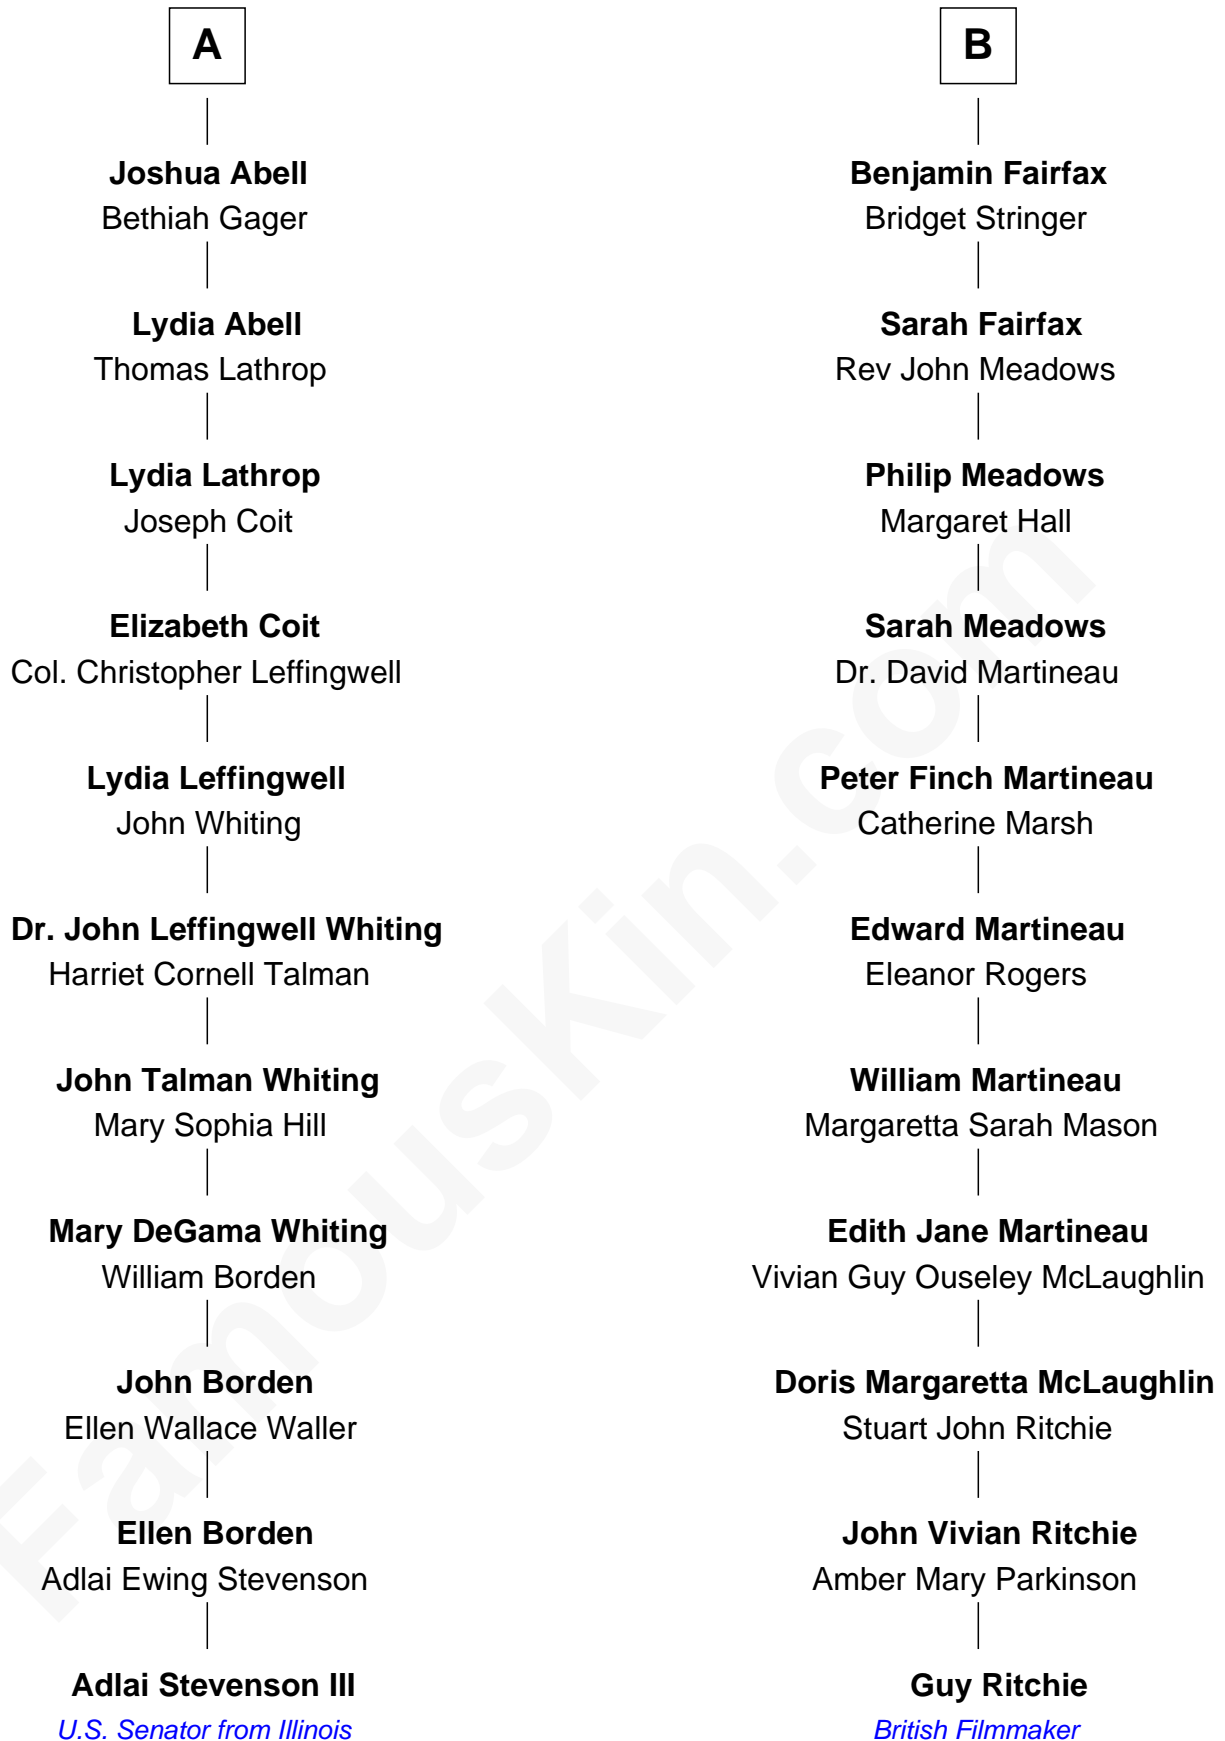 A
Joshua Abell
Bethiah Gager
Lydia Abell
Thomas Lathrop
Lydia Lathrop
Joseph Coit
Elizabeth Coit
Col. Christopher Leffingwell
Lydia Leffingwell
John Whiting
Dr. John Leffingwell Whiting
Harriet Cornell Talman
John Talman Whiting
Mary Sophia Hill
Mary DeGama Whiting
William Borden
John Borden
Ellen Wallace Waller
Ellen Borden
Adlai Ewing Stevenson
Adlai Stevenson III
U.S. Senator from Illinois
B
Benjamin Fairfax
Bridget Stringer
Sarah Fairfax
Rev John Meadows
Philip Meadows
Margaret Hall
Sarah Meadows
Dr. David Martineau
Peter Finch Martineau
Catherine Marsh
Edward Martineau
Eleanor Rogers
William Martineau
Margaretta Sarah Mason
Edith Jane Martineau
Vivian Guy Ouseley McLaughlin
Doris Margaretta McLaughlin
Stuart John Ritchie
John Vivian Ritchie
Amber Mary Parkinson
Guy Ritchie
British Filmmaker
FamousKin.com